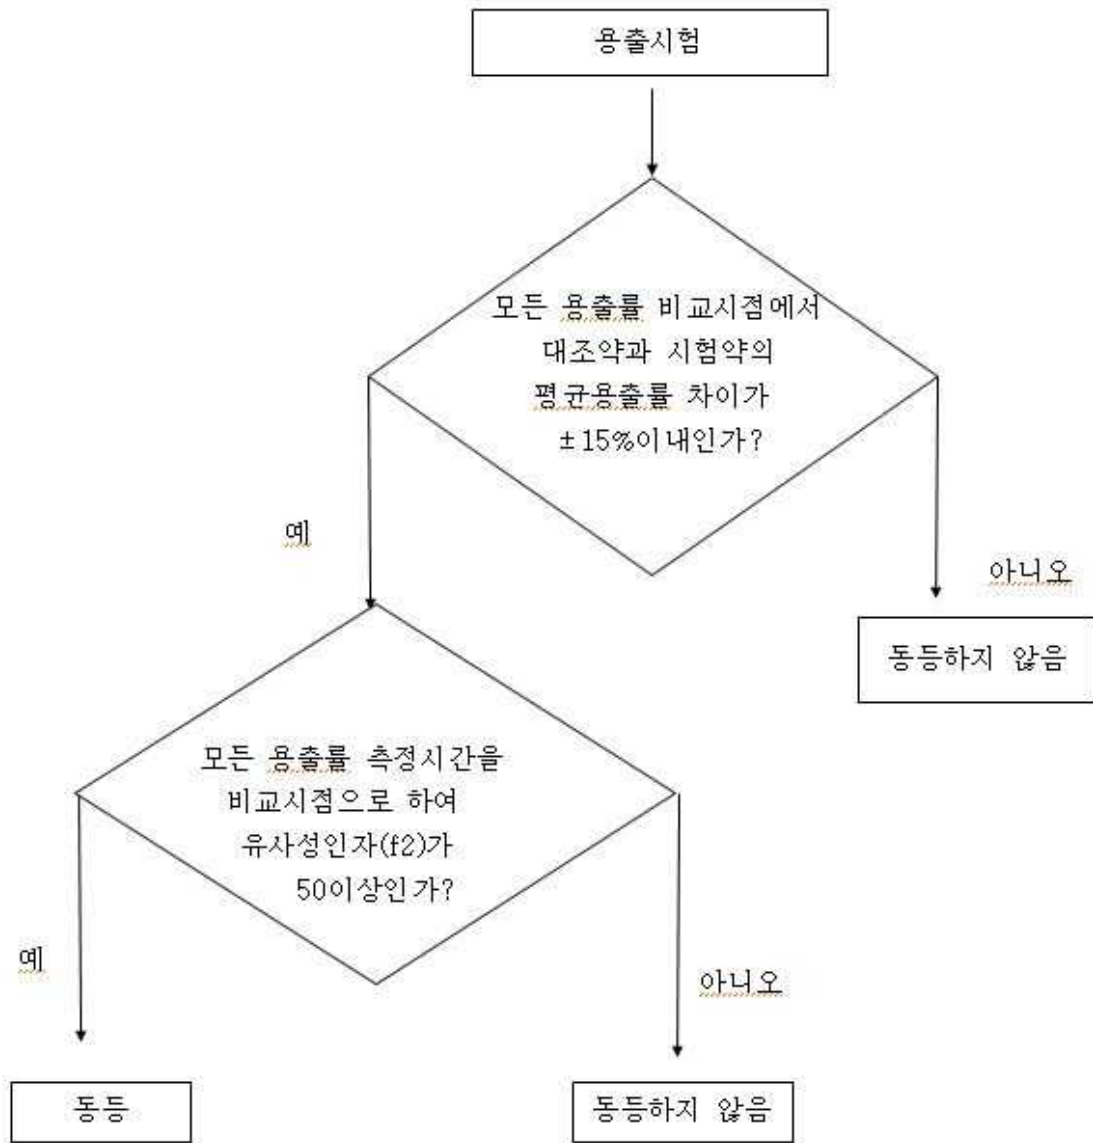 용출시험
모든 용출률 비교시점에서
대조약과 시험약의
평균용출률 차이가
±15%이내인가?
예
아니오
동등하지 않음
모든 용출률 측정시간을
비교시점으로 하여
유사성인자(f2)가
50이상인가?
예
아니오
동등
동등하지 않음